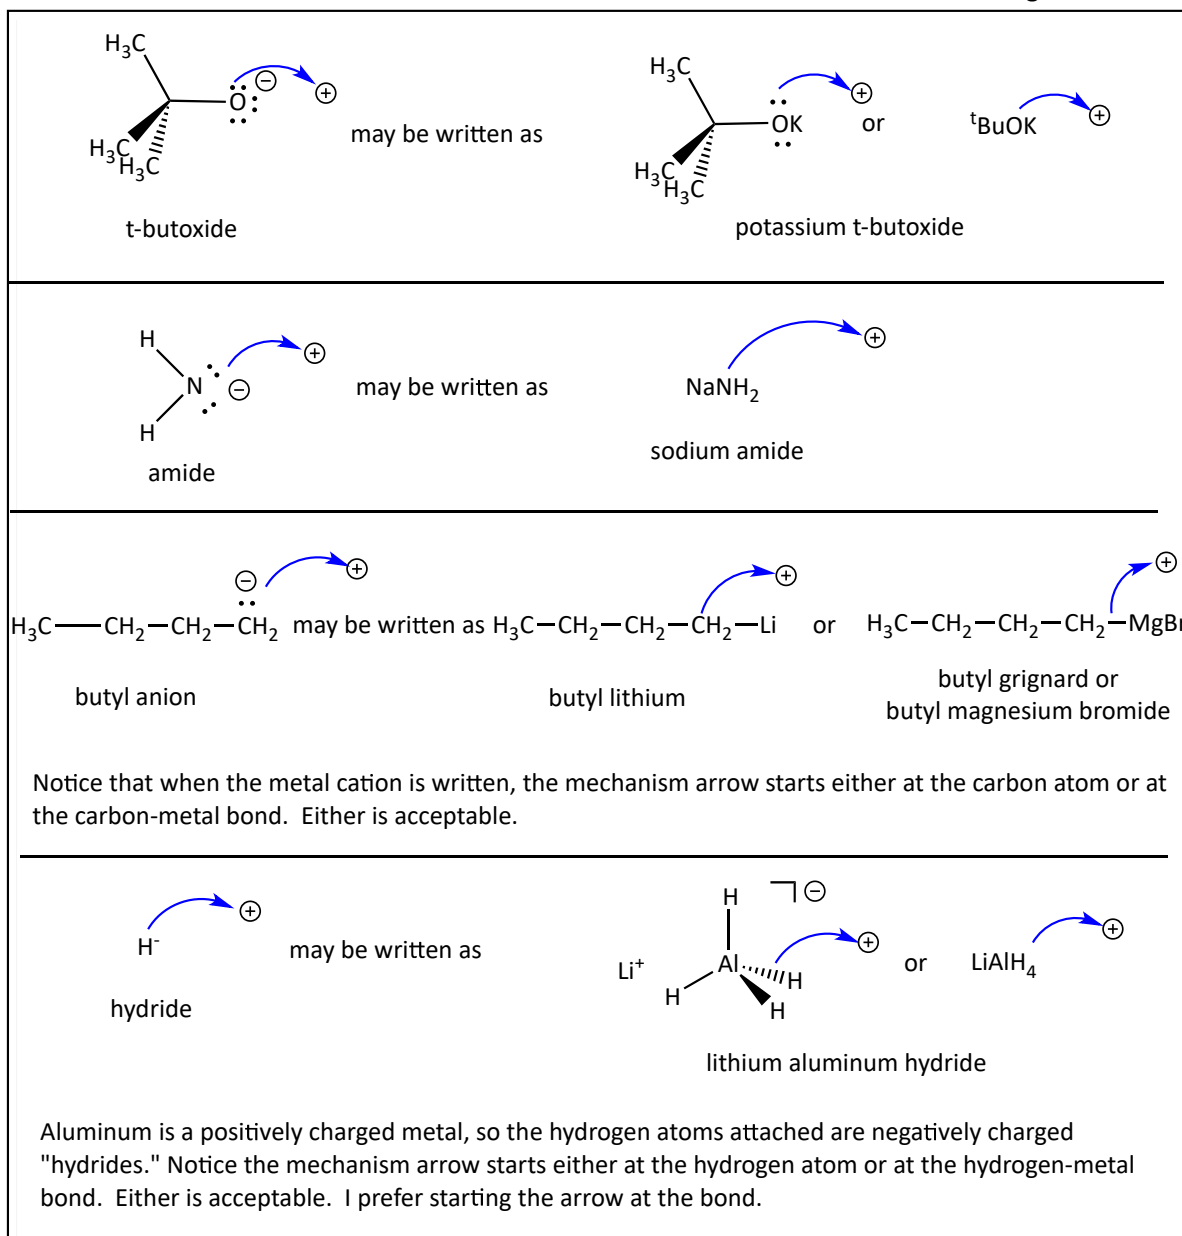 H₃C
O
⊖
⊕
H₃C
H₃C
t-butoxide
may be written as
H₃C
OK
⊕
H₃C
H₃C
or
ᵗBuOK
⊕
potassium t-butoxide
H
N
⊖
⊕
H
amide
may be written as
NaNH₂
⊕
sodium amide
⊖
⊕
H₃C—CH₂—CH₂—CH₂
butyl anion
may be written as
⊕
H₃C—CH₂—CH₂—CH₂—Li
butyl lithium
or
⊕
H₃C—CH₂—CH₂—CH₂—MgBr
butyl grignard or
butyl magnesium bromide
Notice that when the metal cation is written, the mechanism arrow starts either at the carbon atom or at
the carbon-metal bond.  Either is acceptable.
H⁻
⊕
hydride
may be written as
Li⁺
H
⊖
Al
H
H
H
⊕
or
LiAlH₄
⊕
lithium aluminum hydride
Aluminum is a positively charged metal, so the hydrogen atoms attached are negatively charged
"hydrides." Notice the mechanism arrow starts either at the hydrogen atom or at the hydrogen-metal
bond.  Either is acceptable.  I prefer starting the arrow at the bond.